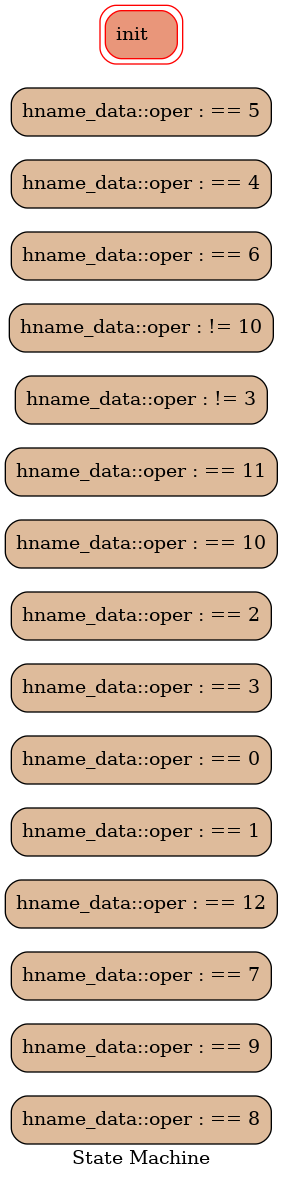 init
hname_data::oper : == 5
hname_data::oper : == 4
hname_data::oper : == 6
hname_data::oper : != 10
hname_data::oper : != 3
hname_data::oper : == 11
hname_data::oper : == 10
hname_data::oper : == 2
hname_data::oper : == 3
hname_data::oper : == 0
hname_data::oper : == 1
hname_data::oper : == 12
hname_data::oper : == 7
hname_data::oper : == 9
hname_data::oper : == 8
State Machine